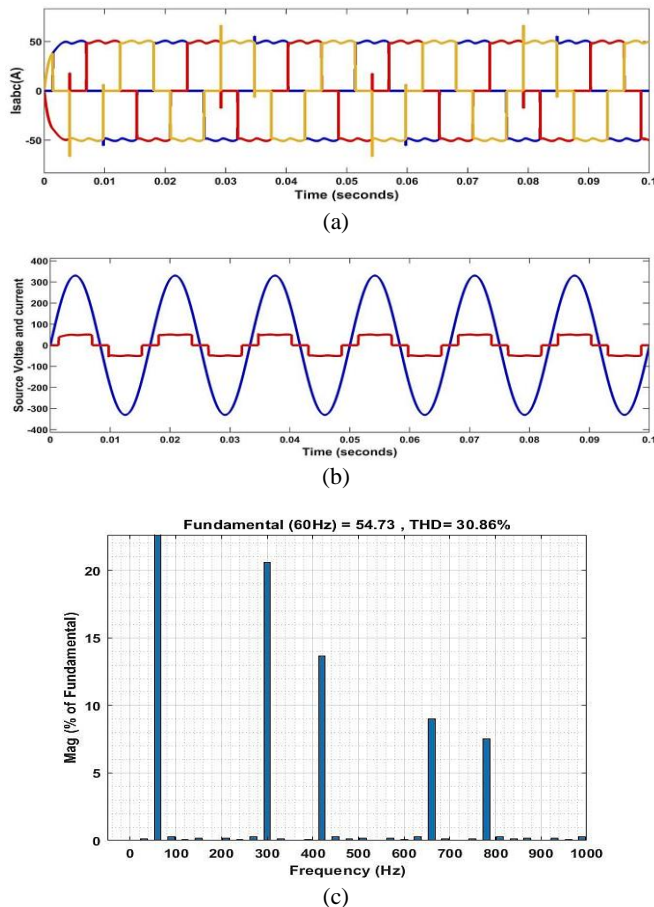 Isabc(A)
50
0
-50
0 0.01 0.02 0.03 0.04 0.05 0.06 0.07 0.08 0.09 0.1
Time (seconds)
(a)
Source Voltae and current
400
300
200
100
0
-100
-200
-300
-400
0 0.01 0.02 0.03 0.04 0.05 0.06 0.07 0.08 0.09 0.1
Time (seconds)
(b)
Fundamental (60Hz) = 54.73 , THD= 30.86%
Mag (% of Fundamental)
20
15
10
5
0
0 100 200 300 400 500 600 700 800 900 1000
Frequency (Hz)
(c)